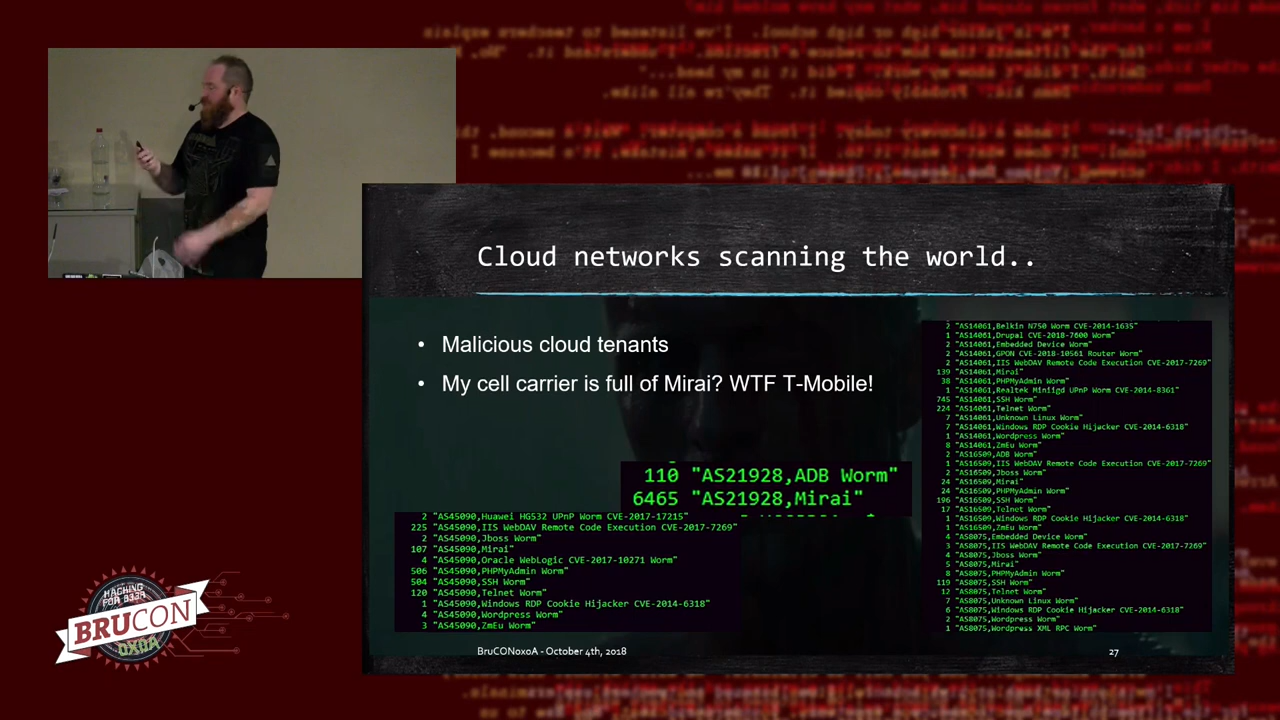 Cloud networks scanning the world..
• Malicious cloud tenants
• My cell carrier is full of Mirai? WTF T-Mobile!
110 "AS21928,ADB Worm"
6465 "AS21928,Mirai"
2 "AS45090,Huawei HG532 UPnP Worm CVE-2017-17215"
225 "AS45090,IIS WebDAV Remote Code Execution CVE-2017-7269"
2 "AS45090,Jboss Worm"
107 "AS45090,Mirai"
4 "AS45090,Oracle WebLogic CVE-2017-10271 Worm"
506 "AS45090,PHPMyAdmin Worm"
504 "AS45090,SSH Worm"
120 "AS45090,Telnet Worm"
1 "AS45090,Windows RDP Cookie Hijacker CVE-2014-6318"
4 "AS45090,Wordpress Worm"
3 "AS45090,ZmEu Worm"
2 "AS14061,Belkin N750 Worm CVE-2014-1635"
1 "AS14061,Drupal CVE-2018-7600 Worm"
2 "AS14061,Embedded Device Worm"
2 "AS14061,GPON CVE-2018-10561 Router Worm"
2 "AS14061,IIS WebDAV Remote Code Execution CVE-2017-7269"
139 "AS14061,Mirai"
38 "AS14061,PHPMyAdmin Worm"
1 "AS14061,Realtek Miniigd UPnP Worm CVE-2014-8361"
745 "AS14061,SSH Worm"
224 "AS14061,Telnet Worm"
7 "AS14061,Unknown Linux Worm"
7 "AS14061,Windows RDP Cookie Hijacker CVE-2014-6318"
1 "AS14061,Wordpress Worm"
8 "AS14061,ZmEu Worm"
2 "AS16509,ADB Worm"
1 "AS16509,IIS WebDAV Remote Code Execution CVE-2017-7269"
2 "AS16509,Jboss Worm"
24 "AS16509,Mirai"
24 "AS16509,PHPMyAdmin Worm"
196 "AS16509,SSH Worm"
17 "AS16509,Telnet Worm"
1 "AS16509,Windows RDP Cookie Hijacker CVE-2014-6318"
1 "AS16509,ZmEu Worm"
4 "AS8075,Embedded Device Worm"
3 "AS8075,IIS WebDAV Remote Code Execution CVE-2017-7269"
4 "AS8075,Jboss Worm"
5 "AS8075,Mirai"
8 "AS8075,PHPMyAdmin Worm"
119 "AS8075,SSH Worm"
12 "AS8075,Telnet Worm"
7 "AS8075,Unknown Linux Worm"
6 "AS8075,Windows RDP Cookie Hijacker CVE-2014-6318"
2 "AS8075,Wordpress Worm"
1 "AS8075,Wordpress XML RPC Worm"
BruCONoxoA - October 4th, 2018
27
HACKING
FOR B33R
BRUCON
0X0A